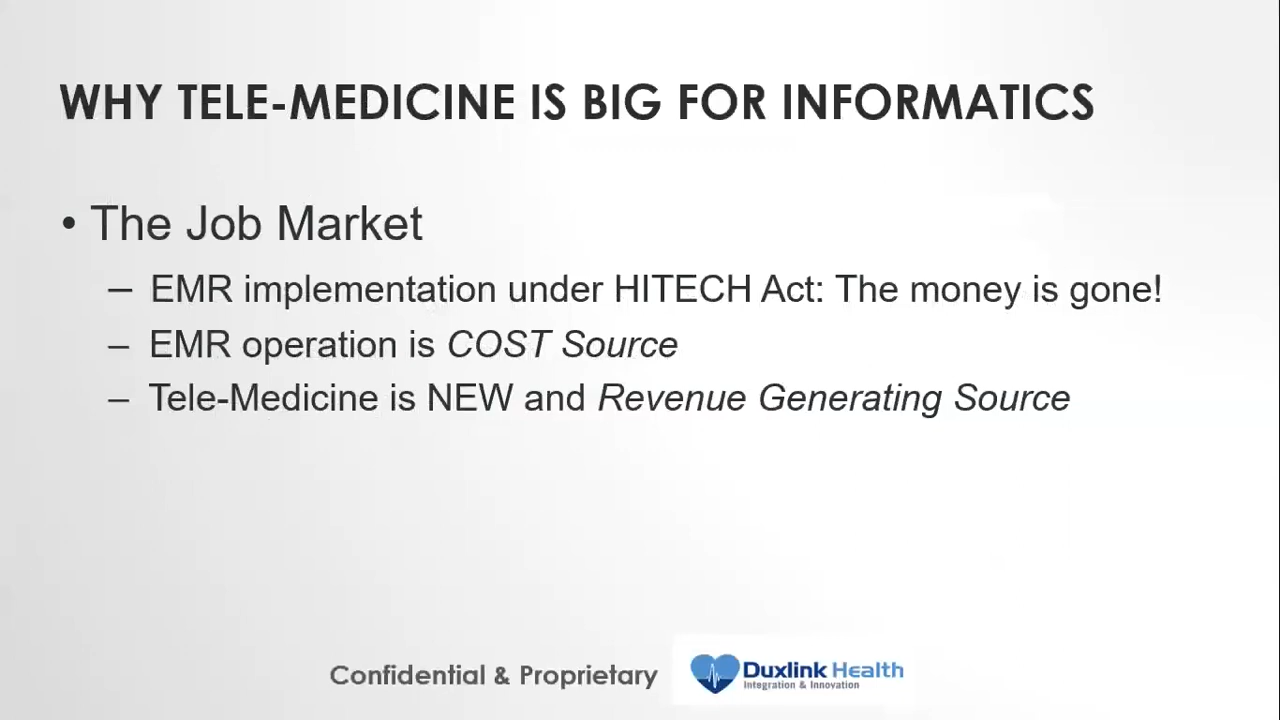 WHY TELE-MEDICINE IS BIG FOR INFORMATICS
• The Job Market
– EMR implementation under HITECH Act: The money is gone!
– EMR operation is COST Source
– Tele-Medicine is NEW and Revenue Generating Source
Confidential & Proprietary
Duxlink Health
Integration & Innovation